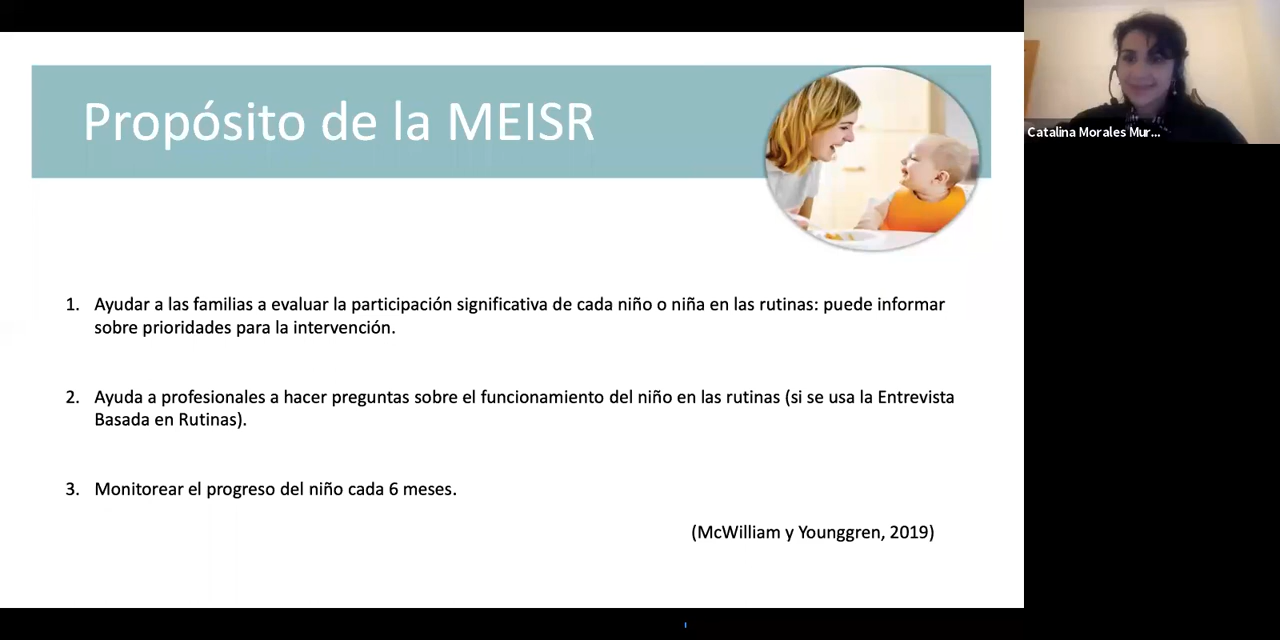 Propósito de la MEISR
1. Ayudar a las familias a evaluar la participación significativa de cada niño o niña en las rutinas: puede informar
sobre prioridades para la intervención.
2. Ayuda a profesionales a hacer preguntas sobre el funcionamiento del niño en las rutinas (si se usa la Entrevista
Basada en Rutinas).
3. Monitorear el progreso del niño cada 6 meses.
(McWilliam y Younggren, 2019)
Catalina Morales Mur...